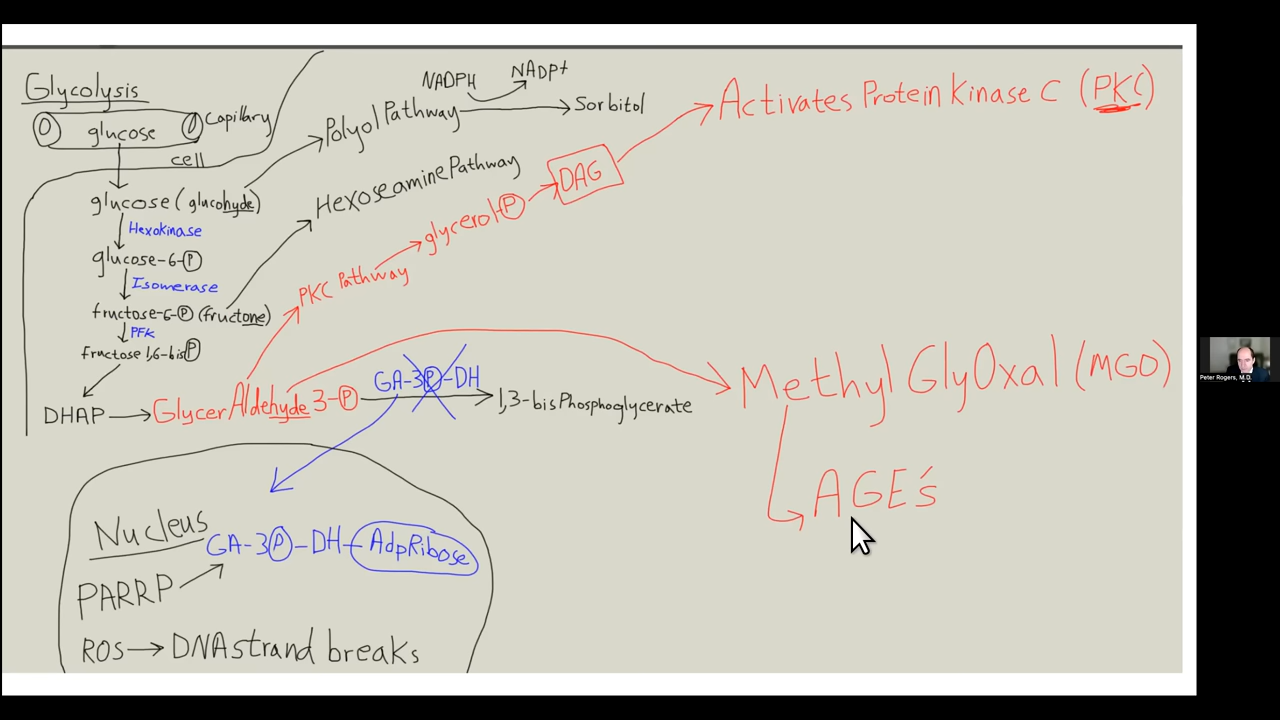 Glycolysis
glucose
Capillary
cell
glucose (glucohyde)
Hexokinase
glucose-6-P
Isomerase
fructose-6-P (fructone)
PFK
fructose 1,6-bisP
DHAP
GlycerAldehyde 3-P
GA-3P-DH
1,3-bisPhosphoglycerate
Polyol Pathway
NADPH
NADP+
Sorbitol
Hexoseamine Pathway
PKC Pathway
glycerol-P
DAG
Activates Protein Kinase C (PKC)
Methyl GlyOxal (MGO)
AGE's
Nucleus
GA-3P-DH-AdpRibose
PARRP
ROS → DNA strand breaks
Peter Rogers, M.D.